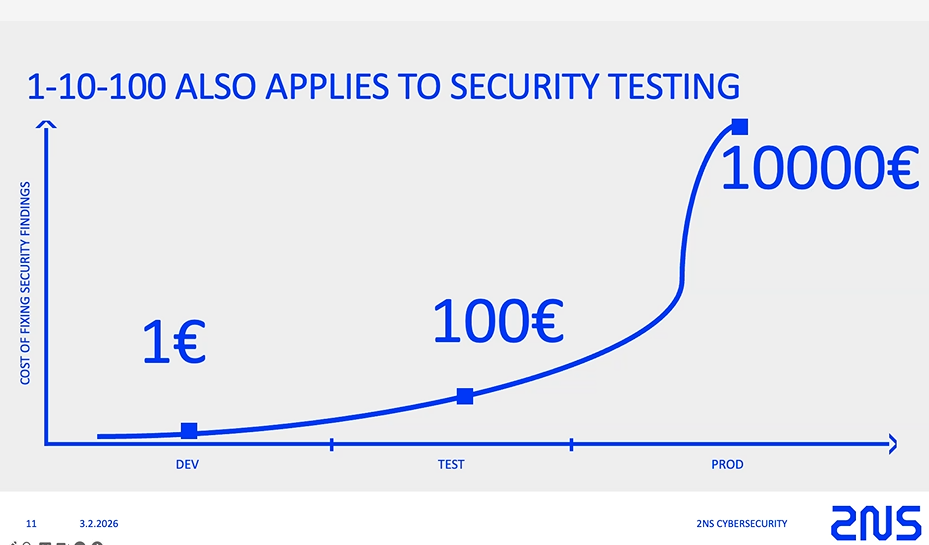 1-10-100 ALSO APPLIES TO SECURITY TESTING
COST OF FIXING SECURITY FINDINGS
1€
100€
10000€
DEV
TEST
PROD
11
3.2.2026
2NS CYBERSECURITY
2NS